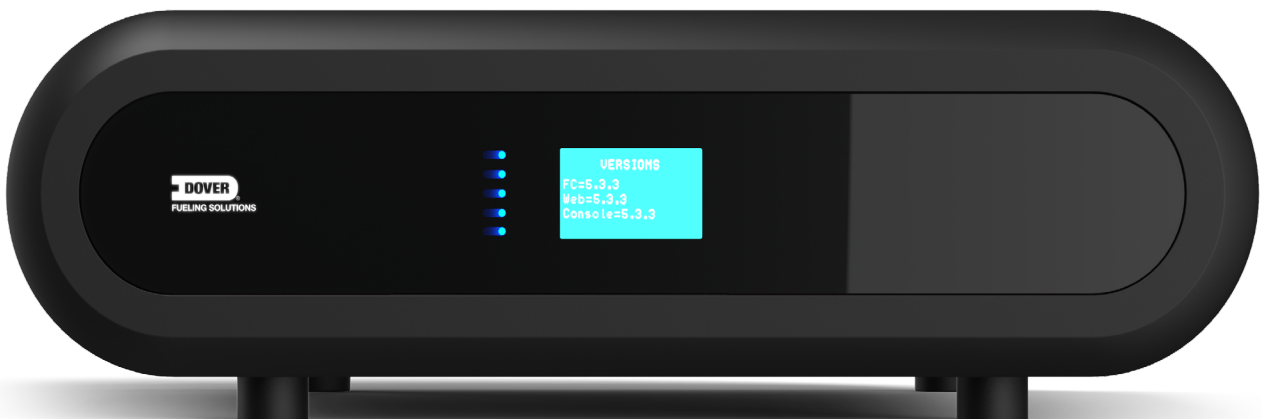 DOVER
FUELING SOLUTIONS
VERSIONS
FC=5.3.3
Web=5.3.3
Console=5.3.3